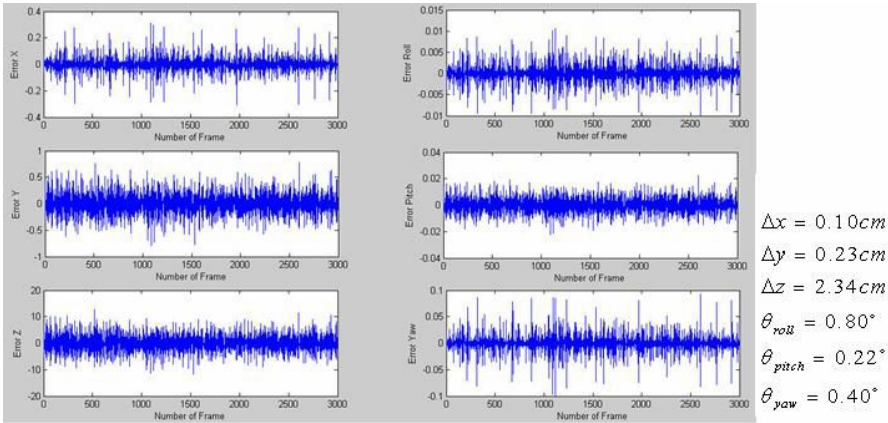 0.4
0.2
0
-0.2
-0.4
0 500 1000 1500 2000 2500 3000
Error X
Number of Frame
0.015
0.01
0.005
0
-0.005
-0.01
0 500 1000 1500 2000 2500 3000
Error Roll
Number of Frame
1
0.5
0
-0.5
-1
0 500 1000 1500 2000 2500 3000
Error Y
Number of Frame
0.04
0.02
0
-0.02
-0.04
0 500 1000 1500 2000 2500 3000
Error Pitch
Number of Frame
20
10
0
-10
-20
0 500 1000 1500 2000 2500 3000
Error Z
Number of Frame
0.1
0.05
0
-0.05
-0.1
0 500 1000 1500 2000 2500 3000
Error Yaw
Number of Frame
Δx = 0.10cm
Δy = 0.23cm
Δz = 2.34cm
θroll = 0.80°
θpitch = 0.22°
θyaw = 0.40°